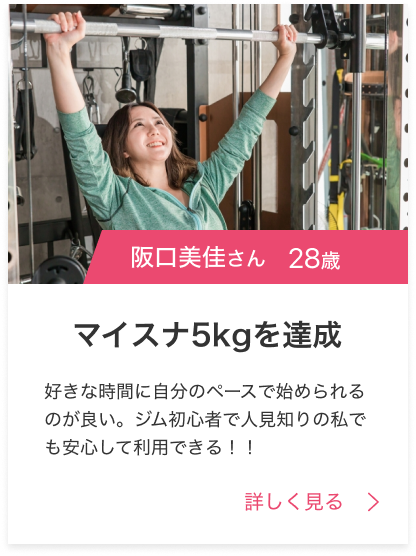 阪口美佳さん 28歳
マイスナ5kgを達成
好きな時間に自分のペースで始められる
のが良い。ジム初心者で人見知りの私で
も安心して利用できる！！
詳しく見る